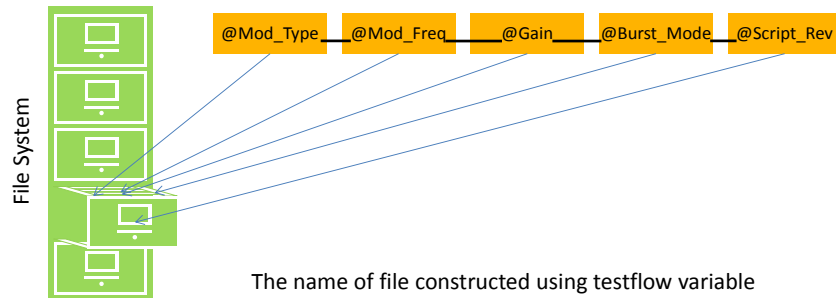 @Mod_Type @Mod_Freq @Gain @Burst_Mode @Script_Rev
File System
The name of file constructed using testflow variable